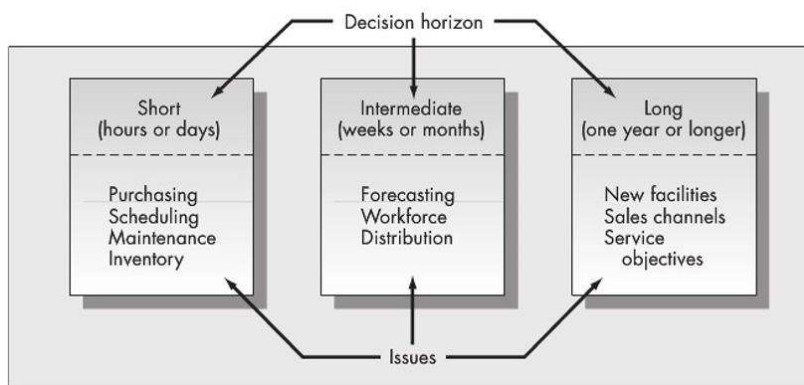 Decision horizon
Short
(hours or days)
Purchasing
Scheduling
Maintenance
Inventory
Intermediate
(weeks or months)
Forecasting
Workforce
Distribution
Long
(one year or longer)
New facilities
Sales channels
Service
objectives
Issues